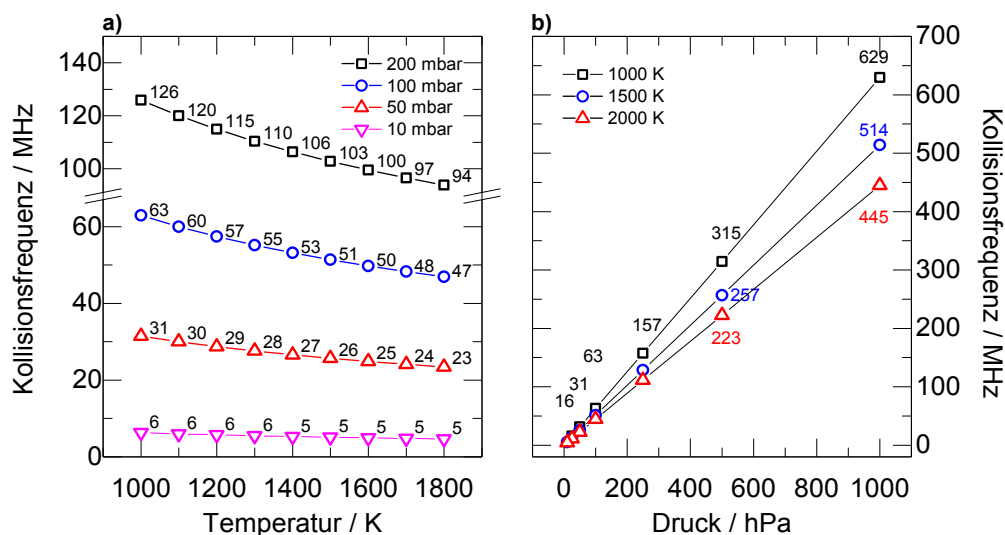 a)
Kollisionsfrequenz / MHz
140
120
100
60
40
20
0
200 mbar
100 mbar
50 mbar
10 mbar
126 120 115 110 106 103 100 97 94
63 60 57 55 53 51 50 48 47
31 30 29 28 27 26 25 24 23
6 6 6 6 5 5 5 5 5
1000 1200 1400 1600 1800
Temperatur / K
b)
1000 K
1500 K
2000 K
16 31 63 157 315 629
257 514
223 445
700
600
500
400
300
200
100
0
Kollisionsfrequenz / MHz
0 200 400 600 800 1000
Druck / hPa